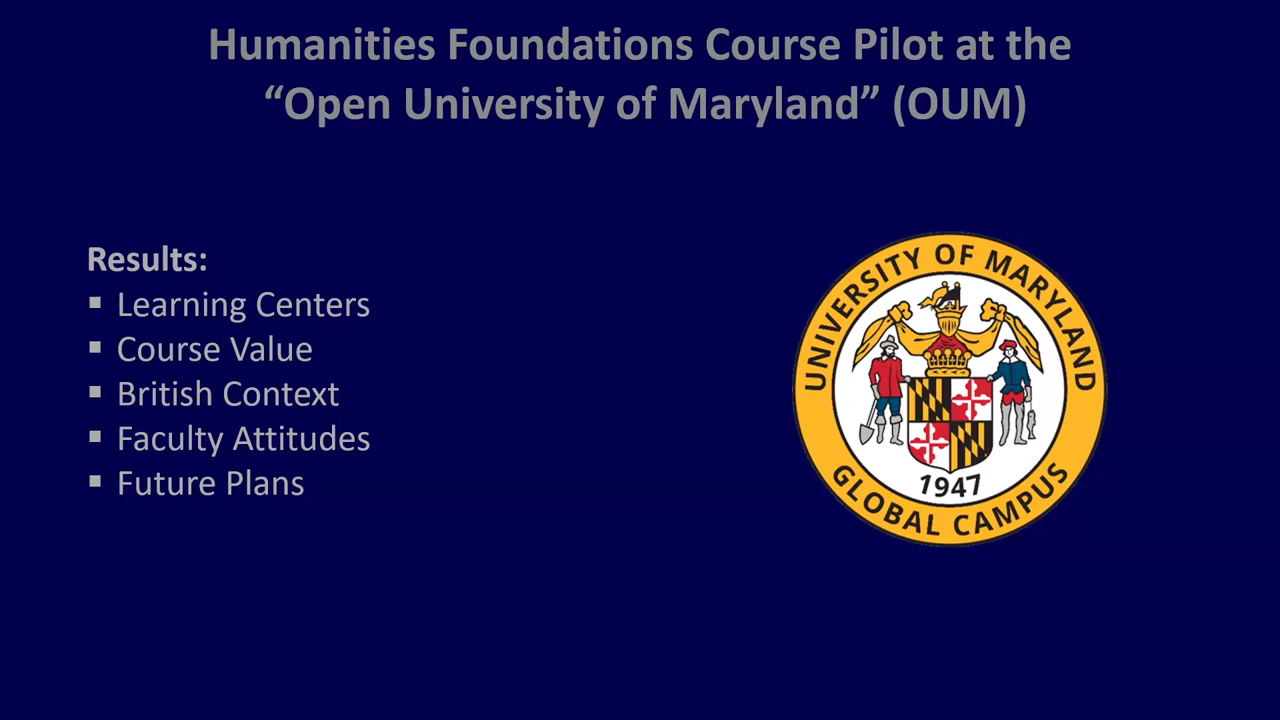 Humanities Foundations Course Pilot at the
“Open University of Maryland” (OUM)
Results:
▪ Learning Centers
▪ Course Value
▪ British Context
▪ Faculty Attitudes
▪ Future Plans
UNIVERSITY OF MARYLAND
1947
GLOBAL CAMPUS